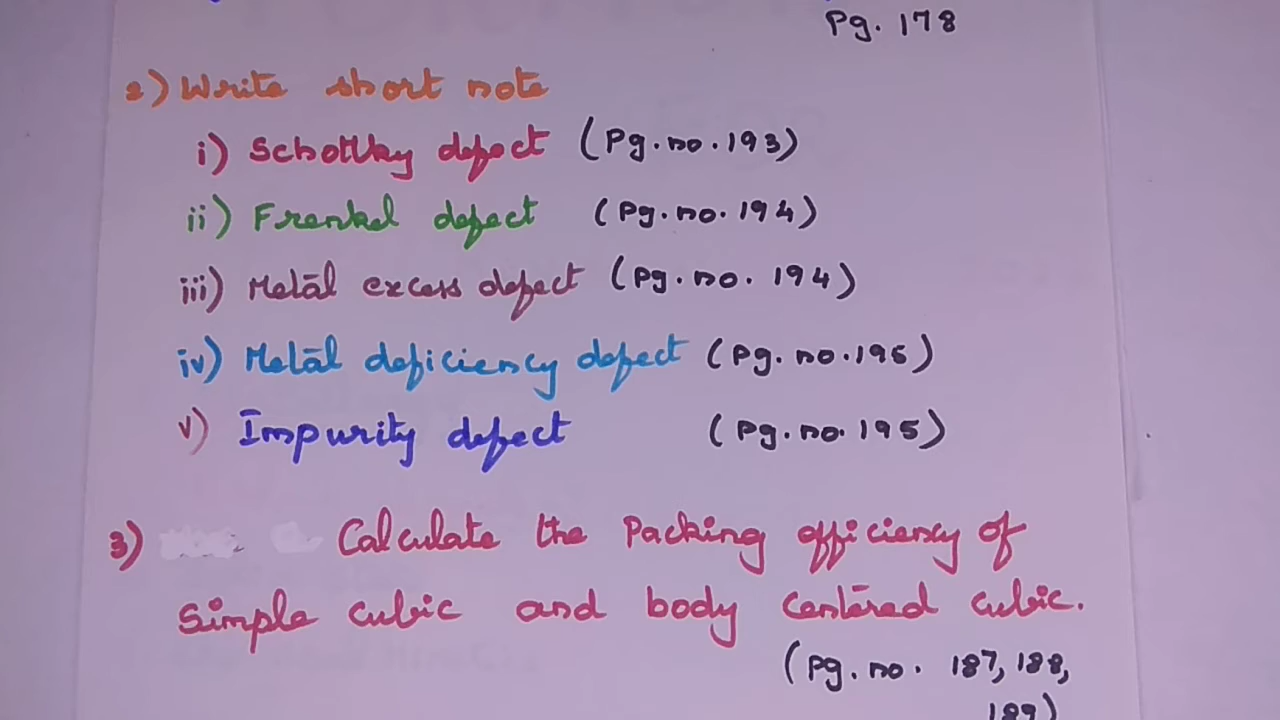 Pg. 178
2) Write short note
i) Schottky defect (Pg.no.193)
ii) Frenkel defect (Pg.no.194)
iii) Metal excess defect (Pg.no. 194)
iv) Metal deficiency defect (Pg. no.195)
v) Impurity defect (Pg.no.195)
3) Calculate the Packing efficiency of
Simple cubic and body centered cubic.
(Pg.no. 187, 188,
189)